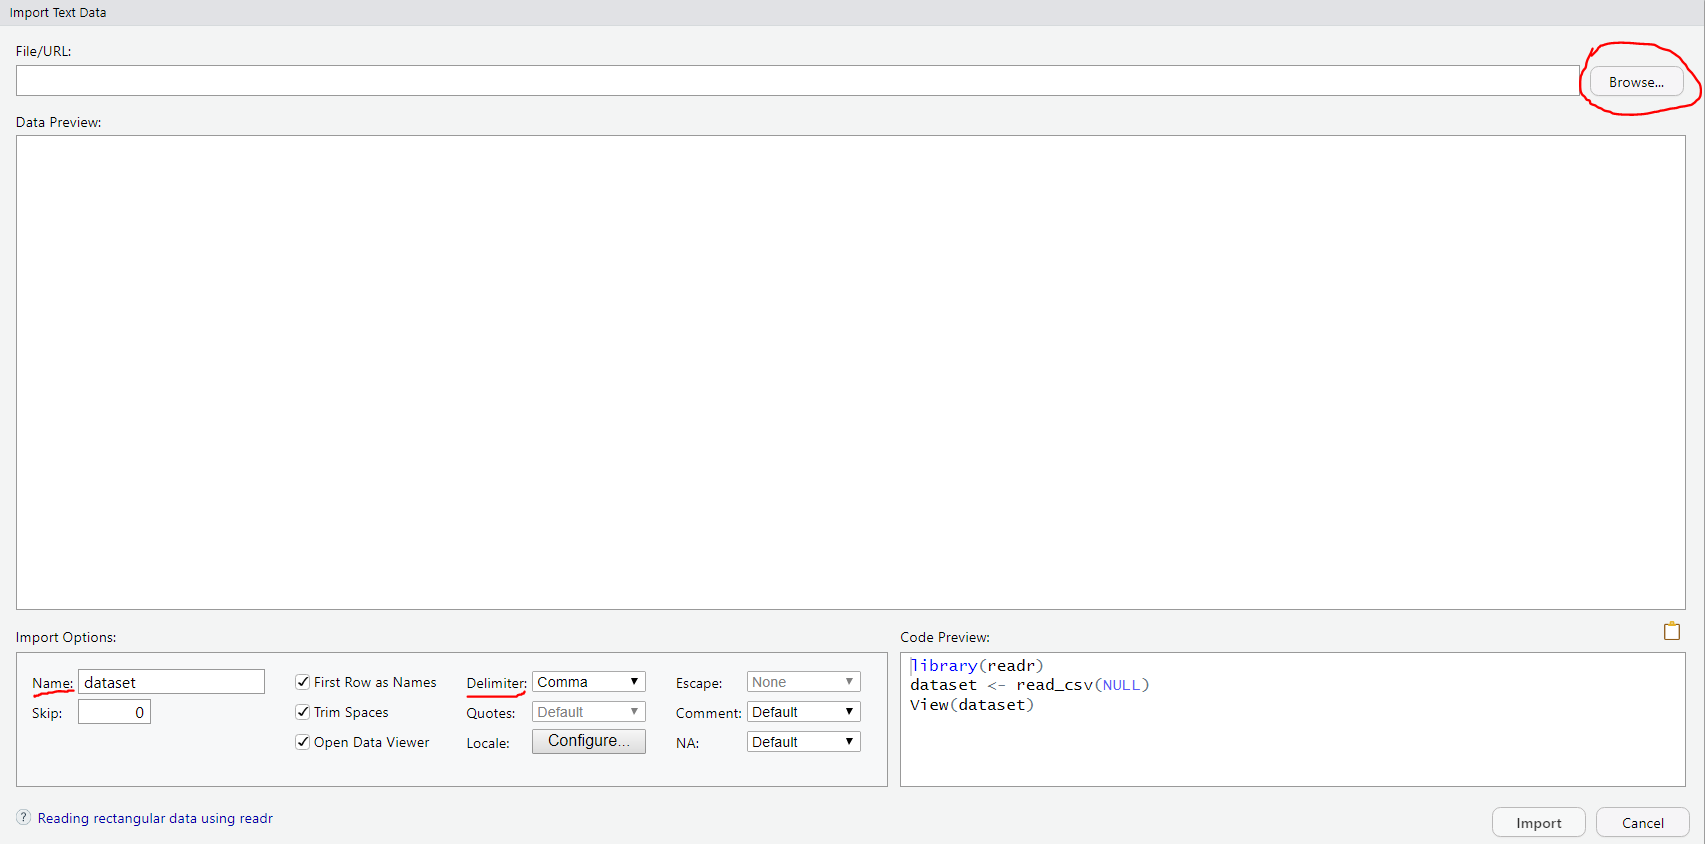 Import Text Data
File/URL:
Browse...
Data Preview:
Import Options:
Name: dataset
Skip: 0
First Row as Names
Trim Spaces
Open Data Viewer
Delimiter: Comma
Quotes: Default
Locale: Configure...
Escape: None
Comment: Default
NA: Default
Code Preview:
library(readr)
dataset <- read_csv(NULL)
View(dataset)
? Reading rectangular data using readr
Import
Cancel